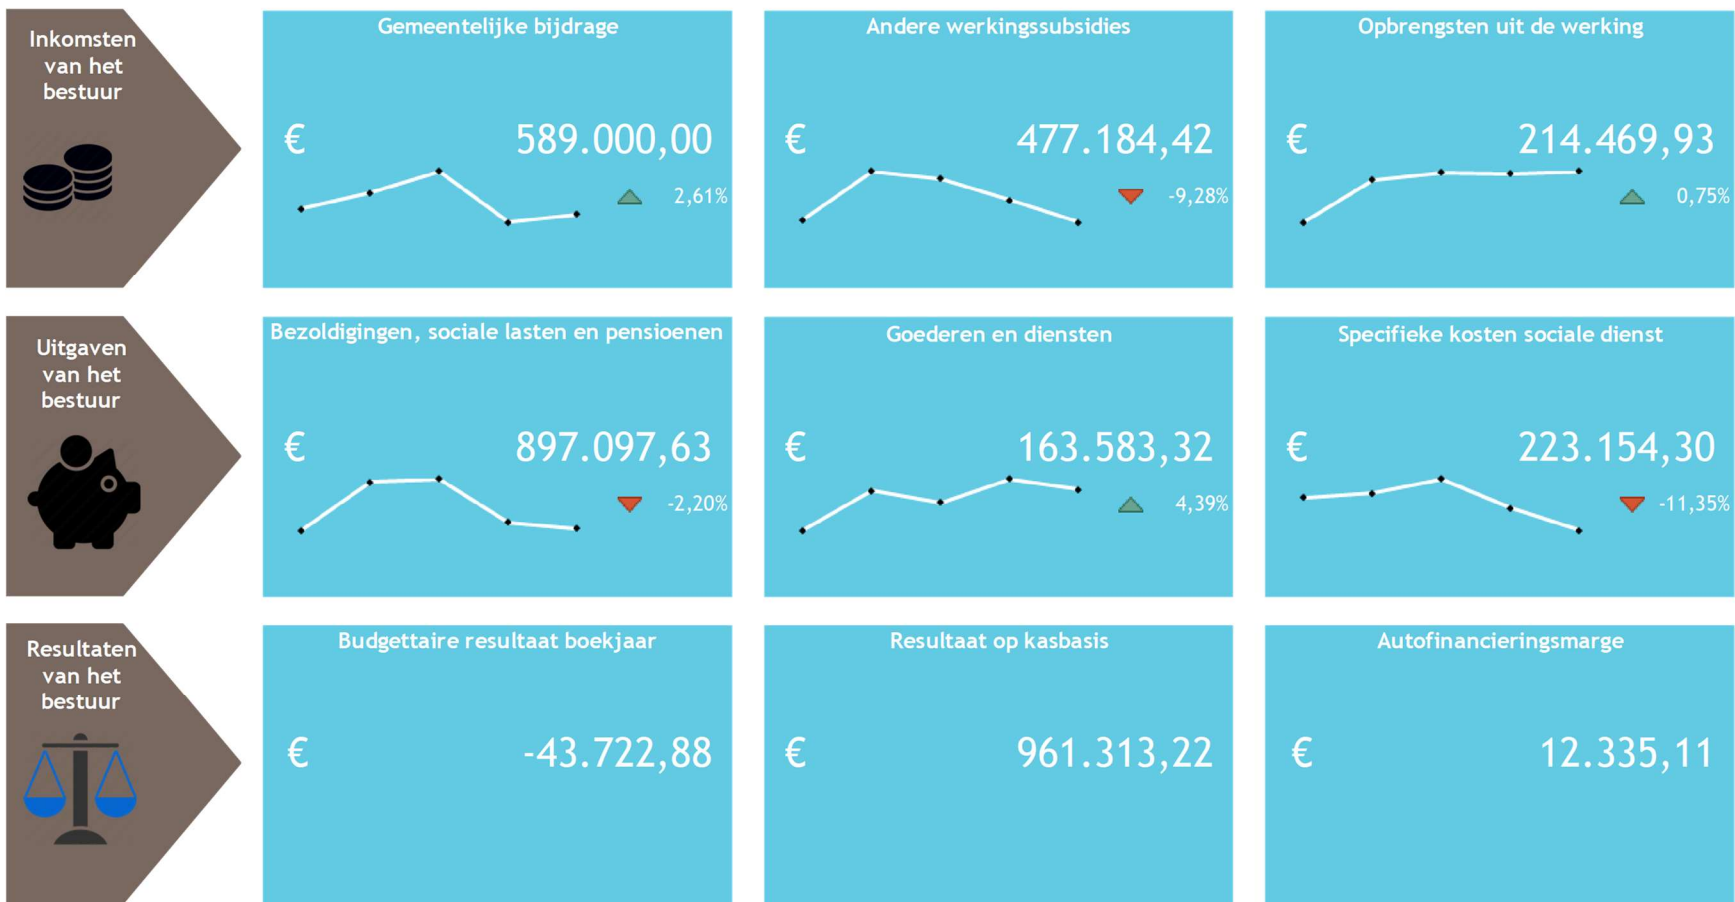 Inkomsten
van het
bestuur
Gemeentelijke bijdrage
€ 589.000,00
2,61%
Andere werkingssubsidies
€ 477.184,42
-9,28%
Opbrengsten uit de werking
€ 214.469,93
0,75%
Uitgaven
van het
bestuur
Bezoldigingen, sociale lasten en pensioenen
€ 897.097,63
-2,20%
Goederen en diensten
€ 163.583,32
4,39%
Specifieke kosten sociale dienst
€ 223.154,30
-11,35%
Resultaten
van het
bestuur
Budgettaire resultaat boekjaar
€ -43.722,88
Resultaat op kasbasis
€ 961.313,22
Autofinancieringsmarge
€ 12.335,11